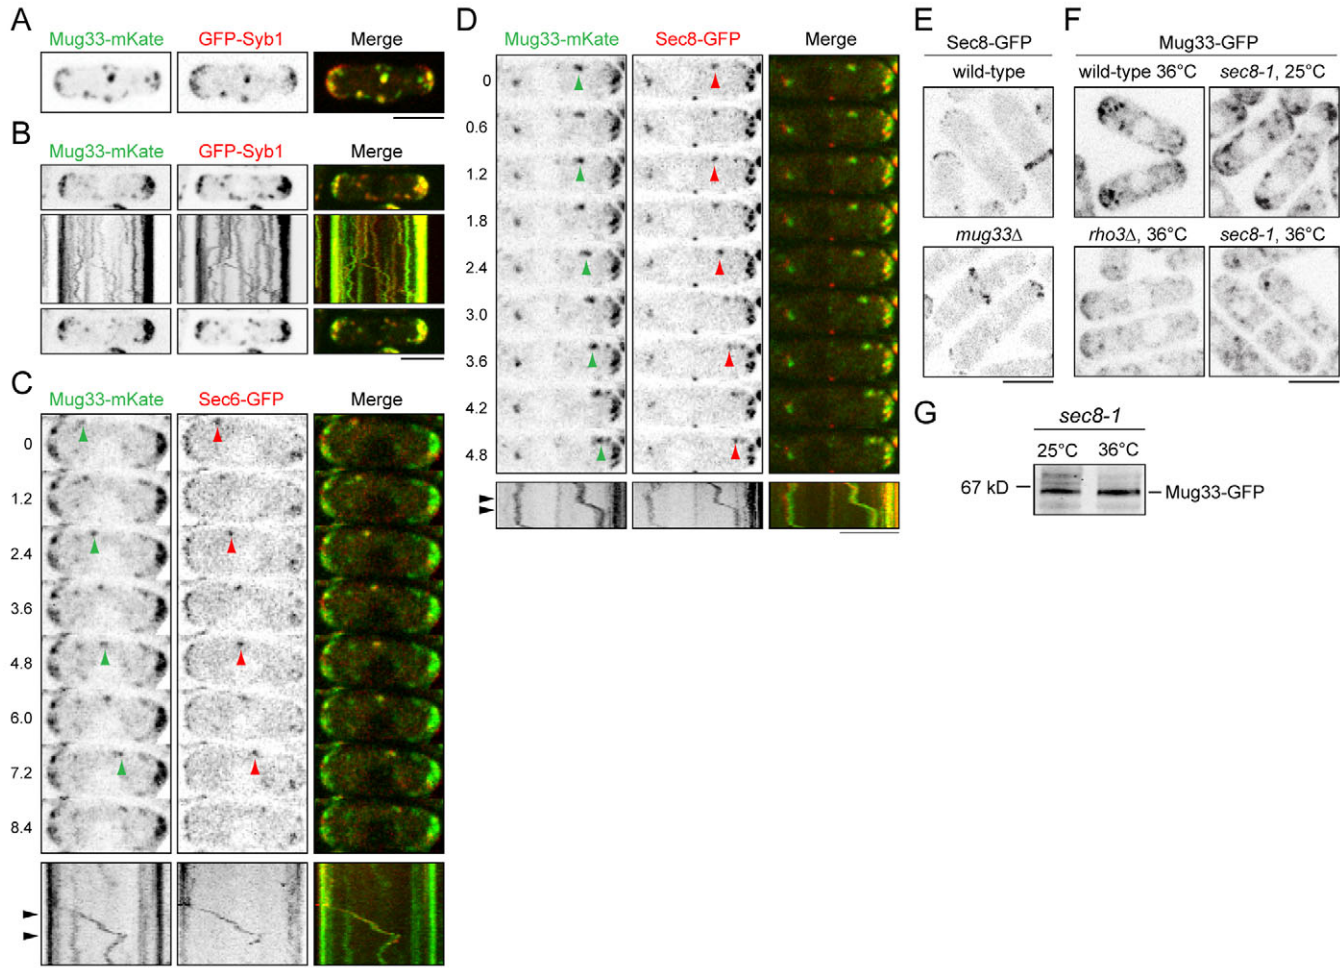 A
Mug33-mKate GFP-Syb1 Merge
B
Mug33-mKate GFP-Syb1 Merge
C
Mug33-mKate Sec6-GFP Merge
0
1.2
2.4
3.6
4.8
6.0
7.2
8.4
D
Mug33-mKate Sec8-GFP Merge
0
0.6
1.2
1.8
2.4
3.0
3.6
4.2
4.8
E
Sec8-GFP
wild-type
mug33Δ
F
Mug33-GFP
wild-type 36°C sec8-1, 25°C
rho3Δ, 36°C sec8-1, 36°C
G
sec8-1
25°C 36°C
67 kD
Mug33-GFP